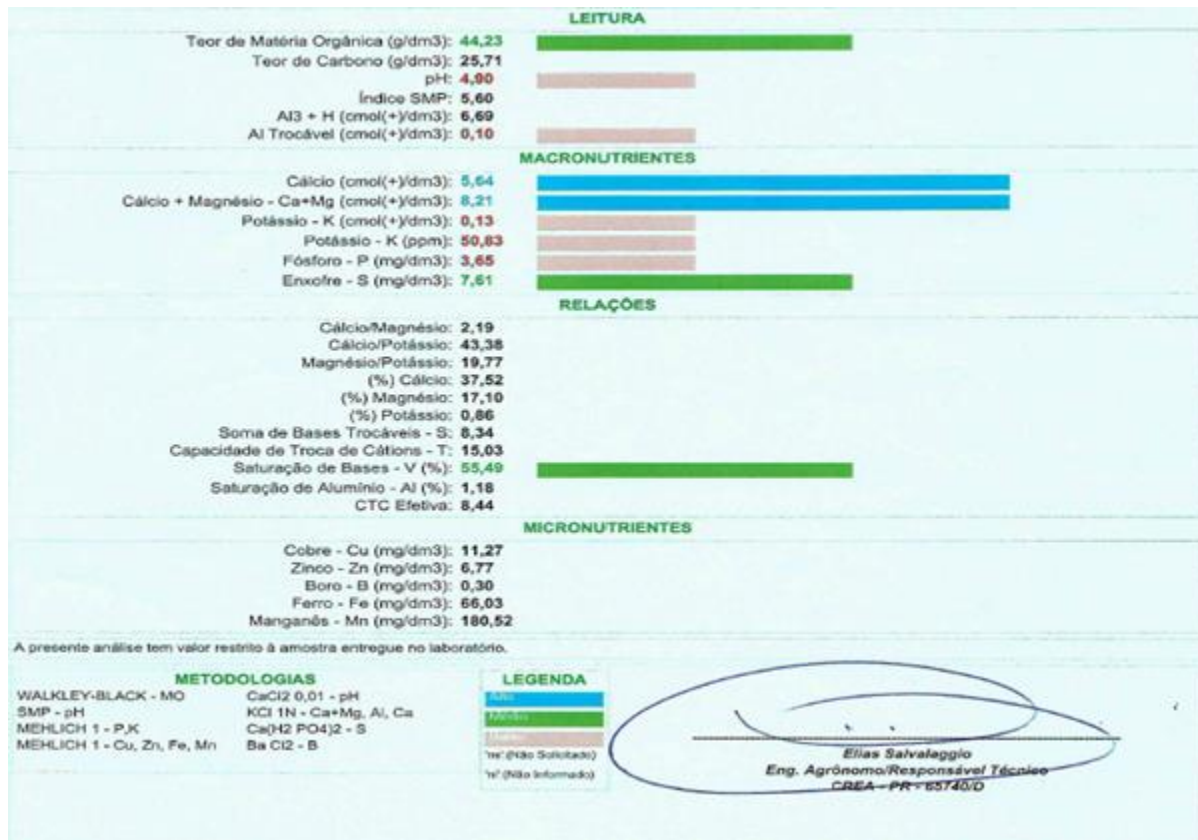 LEITURA
Teor de Matéria Orgânica (g/dm3): 44,23
Teor de Carbono (g/dm3): 25,71
pH: 4,90
Índice SMP: 5,60
Al3 + H (cmol(+)/dm3): 6,69
Al Trocável (cmol(+)/dm3): 0,10
MACRONUTRIENTES
Cálcio (cmol(+)/dm3): 5,64
Cálcio + Magnésio - Ca+Mg (cmol(+)/dm3): 8,21
Potássio - K (cmol(+)/dm3): 0,13
Potássio - K (ppm): 50,83
Fósforo - P (mg/dm3): 3,65
Enxofre - S (mg/dm3): 7,61
RELAÇÕES
Cálcio/Magnésio: 2,19
Cálcio/Potássio: 43,38
Magnésio/Potássio: 19,77
(%) Cálcio: 37,52
(%) Magnésio: 17,10
(%) Potássio: 0,86
Soma de Bases Trocáveis - S: 8,34
Capacidade de Troca de Cátions - T: 15,03
Saturação de Bases - V (%): 55,49
Saturação de Alumínio - Al (%): 1,18
CTC Efetiva: 8,44
MICRONUTRIENTES
Cobre - Cu (mg/dm3): 11,27
Zinco - Zn (mg/dm3): 6,77
Boro - B (mg/dm3): 0,30
Ferro - Fe (mg/dm3): 66,03
Manganês - Mn (mg/dm3): 180,52
A presente análise tem valor restrito à amostra entregue no laboratório.
METODOLOGIAS
WALKLEY-BLACK - MO CaCl2 0,01 - pH
SMP - pH KCl 1N - Ca+Mg, Al, Ca
MEHLICH 1 - P,K Ca(H2 PO4)2 - S
MEHLICH 1 - Cu, Zn, Fe, Mn Ba Cl2 - B
LEGENDA
Alto
Médio
(Não Solicitado)
(Não Informado)
Elias Salvalaggio
Eng. Agrônomo/Responsável Técnico
CREA - PR - 65740/D